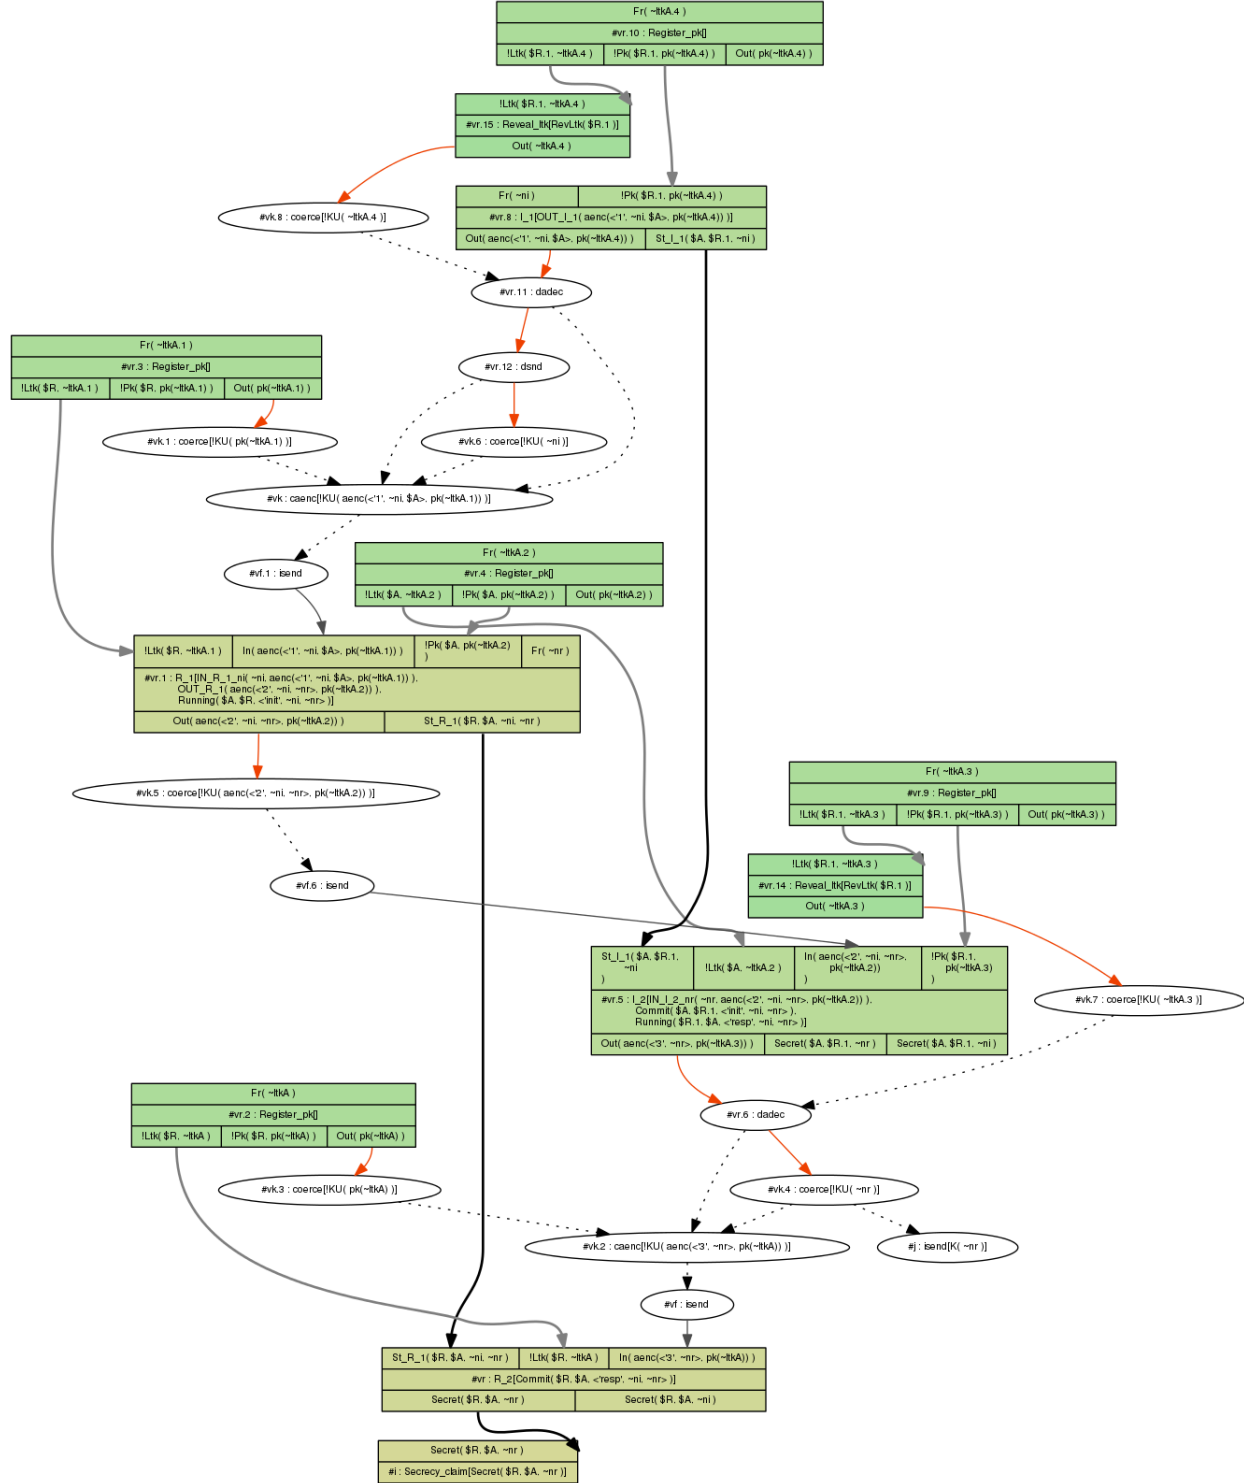 Fr( ~ltkA.4 )
#vr.10 : Register_pk[]
!Ltk( $R.1, ~ltkA.4 ) !Pk( $R.1, pk(~ltkA.4) ) Out( pk(~ltkA.4) )
!Ltk( $R.1, ~ltkA.4 )
#vr.15 : Reveal_ltk[RevLtk( $R.1 )]
Out( ~ltkA.4 )
Fr( ~ni ) !Pk( $R.1, pk(~ltkA.4) )
#vr.8 : I_1[OUT_I_1( aenc(<'1', ~ni, $A>, pk(~ltkA.4)) )]
Out( aenc(<'1', ~ni, $A>, pk(~ltkA.4)) ) St_I_1( $A, $R.1, ~ni )
#vk.8 : coerce[!KU( ~ltkA.4 )]
#vr.11 : dadec
Fr( ~ltkA.1 )
#vr.3 : Register_pk[]
!Ltk( $R, ~ltkA.1 ) !Pk( $R, pk(~ltkA.1) ) Out( pk(~ltkA.1) )
#vr.12 : dsnd
#vk.1 : coerce[!KU( pk(~ltkA.1) )]
#vk.6 : coerce[!KU( ~ni )]
#vk : caenc[!KU( aenc(<'1', ~ni, $A>, pk(~ltkA.1)) )]
#vf.1 : isend
Fr( ~ltkA.2 )
#vr.4 : Register_pk[]
!Ltk( $A, ~ltkA.2 ) !Pk( $A, pk(~ltkA.2) ) Out( pk(~ltkA.2) )
!Ltk( $R, ~ltkA.1 ) In( aenc(<'1', ~ni, $A>, pk(~ltkA.1)) ) !Pk( $A, pk(~ltkA.2) Fr( ~nr )
)
#vr.1 : R_1[IN_R_1_ni( ~ni, aenc(<'1', ~ni, $A>, pk(~ltkA.1)) ),
OUT_R_1( aenc(<'2', ~ni, ~nr>, pk(~ltkA.2)) ),
Running( $A, $R, <'init', ~ni, ~nr> )]
Out( aenc(<'2', ~ni, ~nr>, pk(~ltkA.2)) ) St_R_1( $R, $A, ~ni, ~nr )
#vk.5 : coerce[!KU( aenc(<'2', ~ni, ~nr>, pk(~ltkA.2)) )]
Fr( ~ltkA.3 )
#vr.9 : Register_pk[]
!Ltk( $R.1, ~ltkA.3 ) !Pk( $R.1, pk(~ltkA.3) ) Out( pk(~ltkA.3) )
#vf.6 : isend
!Ltk( $R.1, ~ltkA.3 )
#vr.14 : Reveal_ltk[RevLtk( $R.1 )]
Out( ~ltkA.3 )
St_I_1( $A, $R.1, !Ltk( $A, ~ltkA.2 ) In( aenc(<'2', ~ni, ~nr>, !Pk( $R.1,
~ni pk(~ltkA.2)) pk(~ltkA.3)
) ) )
#vr.5 : I_2[IN_I_2_nr( ~nr, aenc(<'2', ~ni, ~nr>, pk(~ltkA.2)) ),
Commit( $A, $R.1, <'init', ~ni, ~nr> ),
Running( $R.1, $A, <'resp', ~ni, ~nr> )]
Out( aenc(<'3', ~nr>, pk(~ltkA.3)) ) Secret( $A, $R.1, ~nr ) Secret( $A, $R.1, ~ni )
#vk.7 : coerce[!KU( ~ltkA.3 )]
Fr( ~ltkA )
#vr.2 : Register_pk[]
!Ltk( $R, ~ltkA ) !Pk( $R, pk(~ltkA) ) Out( pk(~ltkA) )
#vr.6 : dadec
#vk.3 : coerce[!KU( pk(~ltkA) )]
#vk.4 : coerce[!KU( ~nr )]
#vk.2 : caenc[!KU( aenc(<'3', ~nr>, pk(~ltkA)) )]
#j : isend[K( ~nr )]
#vf : isend
St_R_1( $R, $A, ~ni, ~nr ) !Ltk( $R, ~ltkA ) In( aenc(<'3', ~nr>, pk(~ltkA)) )
#vr : R_2[Commit( $R, $A, <'resp', ~ni, ~nr> )]
Secret( $R, $A, ~nr ) Secret( $R, $A, ~ni )
Secret( $R, $A, ~nr )
#i : Secrecy_claim[Secret( $R, $A, ~nr )]